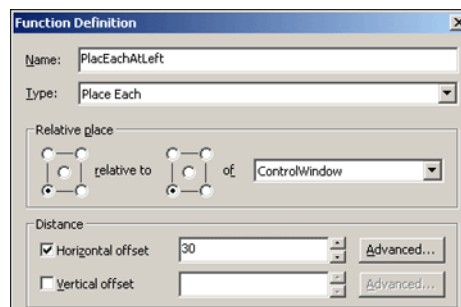 Function Definition
Name: PlacEachAtLeft
Type: Place Each
Relative place
relative to of ControlWindow
Distance
Horizontal offset 30 Advanced...
Vertical offset Advanced...